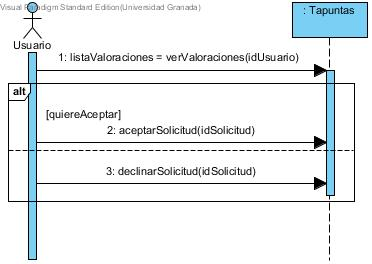 Visual Paradigm Standard Edition(Universidad Granada)
: Tapuntas
Usuario
1: listaValoraciones = verValoraciones(idUsuario)
alt
[quiereAceptar]
2: aceptarSolicitud(idSolicitud)
3: declinarSolicitud(idSolicitud)